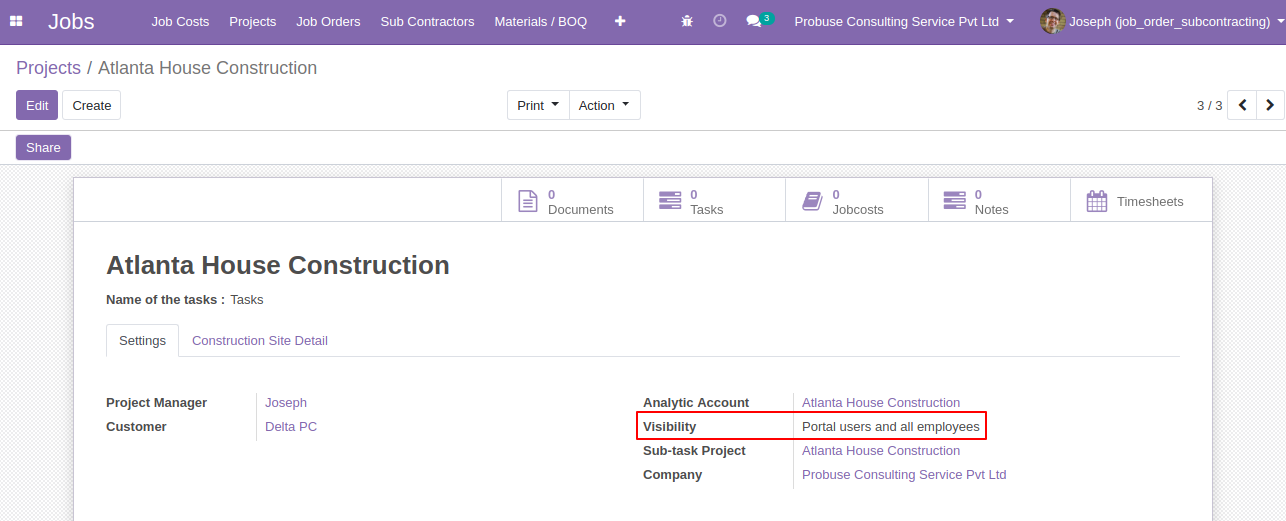 Jobs Job Costs Projects Job Orders Sub Contractors Materials / BOQ 3 Probuse Consulting Service Pvt Ltd Joseph (job_order_subcontracting)
Projects / Atlanta House Construction
Edit Create Print Action 3 / 3
Share
0 Documents
0 Tasks
0 Jobcosts
0 Notes
Timesheets
Atlanta House Construction
Name of the tasks : Tasks
Settings Construction Site Detail
Project Manager Joseph
Customer Delta PC
Analytic Account Atlanta House Construction
Visibility Portal users and all employees
Sub-task Project Atlanta House Construction
Company Probuse Consulting Service Pvt Ltd